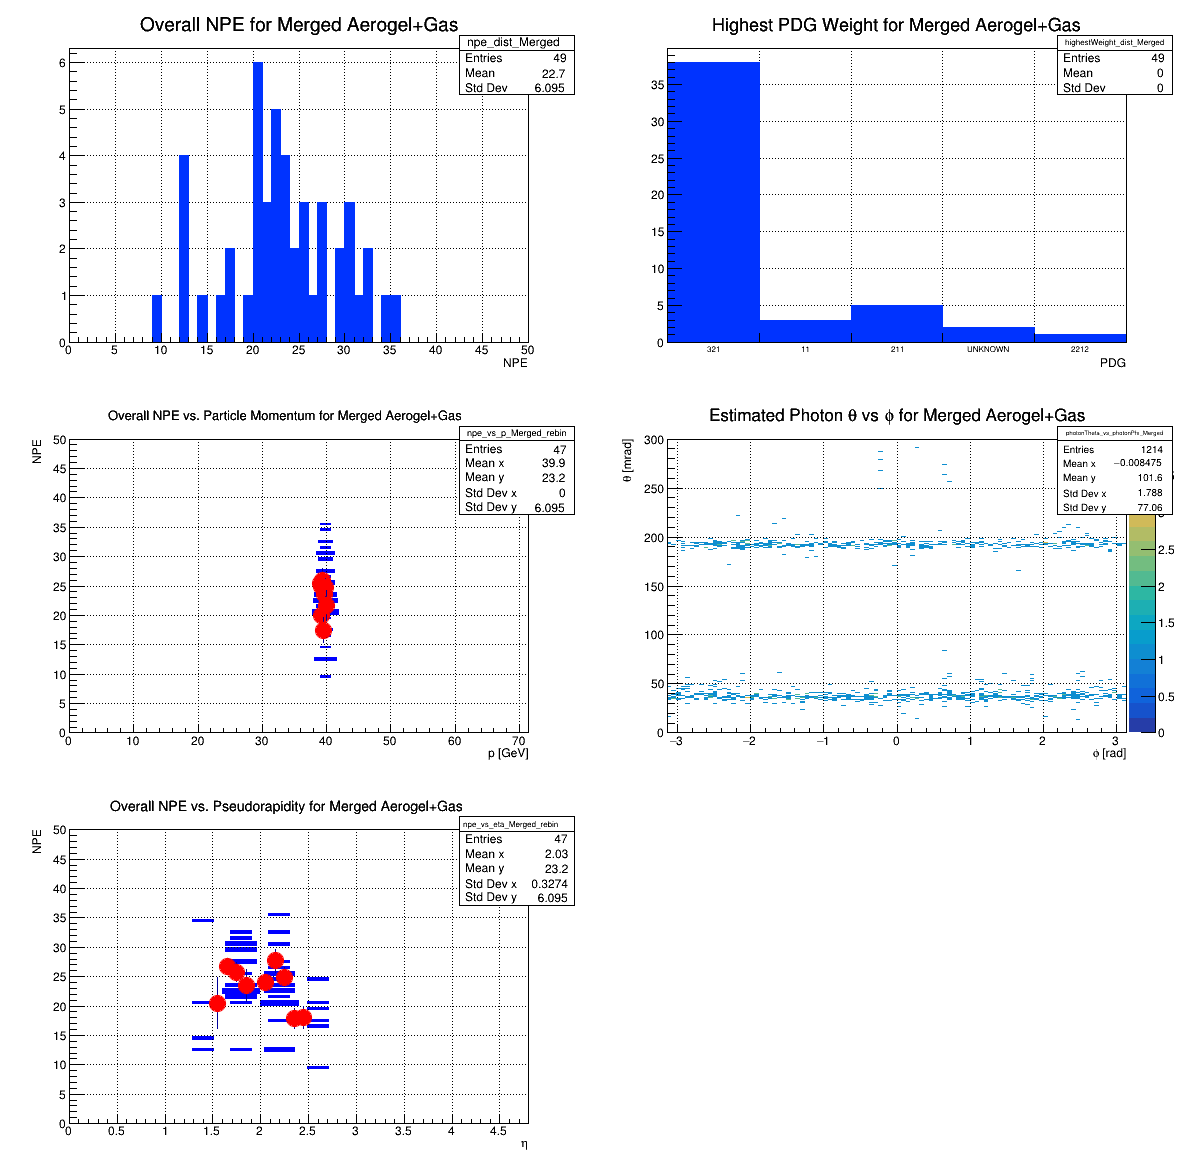 Overall NPE for Merged Aerogel+Gas
npe_dist_Merged
Entries 49
Mean 22.7
Std Dev 6.095
6
5
4
3
2
1
0
0 5 10 15 20 25 30 35 40 45 50
NPE
Highest PDG Weight for Merged Aerogel+Gas
highestWeight_dist_Merged
Entries 49
Mean 0
Std Dev 0
35
30
25
20
15
10
5
0
321 11 211 UNKNOWN 2212
PDG
Overall NPE vs. Particle Momentum for Merged Aerogel+Gas
NPE
npe_vs_p_Merged_rebin
Entries 47
Mean x 39.9
Mean y 23.2
Std Dev x 0
Std Dev y 6.095
50
45
40
35
30
25
20
15
10
5
0
0 10 20 30 40 50 60 70
p [GeV]
Estimated Photon θ vs ϕ for Merged Aerogel+Gas
θ [mrad]
photonTheta_vs_photonPhi_Merged
Entries 1214
Mean x −0.008475
Mean y 101.6
Std Dev x 1.788
Std Dev y 77.06
300
250
200
150
100
50
0
−3 −2 −1 0 1 2 3
ϕ [rad]
2.5
2
1.5
1
0.5
0
Overall NPE vs. Pseudorapidity for Merged Aerogel+Gas
NPE
npe_vs_eta_Merged_rebin
Entries 47
Mean x 2.03
Mean y 23.2
Std Dev x 0.3274
Std Dev y 6.095
50
45
40
35
30
25
20
15
10
5
0
0 0.5 1 1.5 2 2.5 3 3.5 4 4.5
η